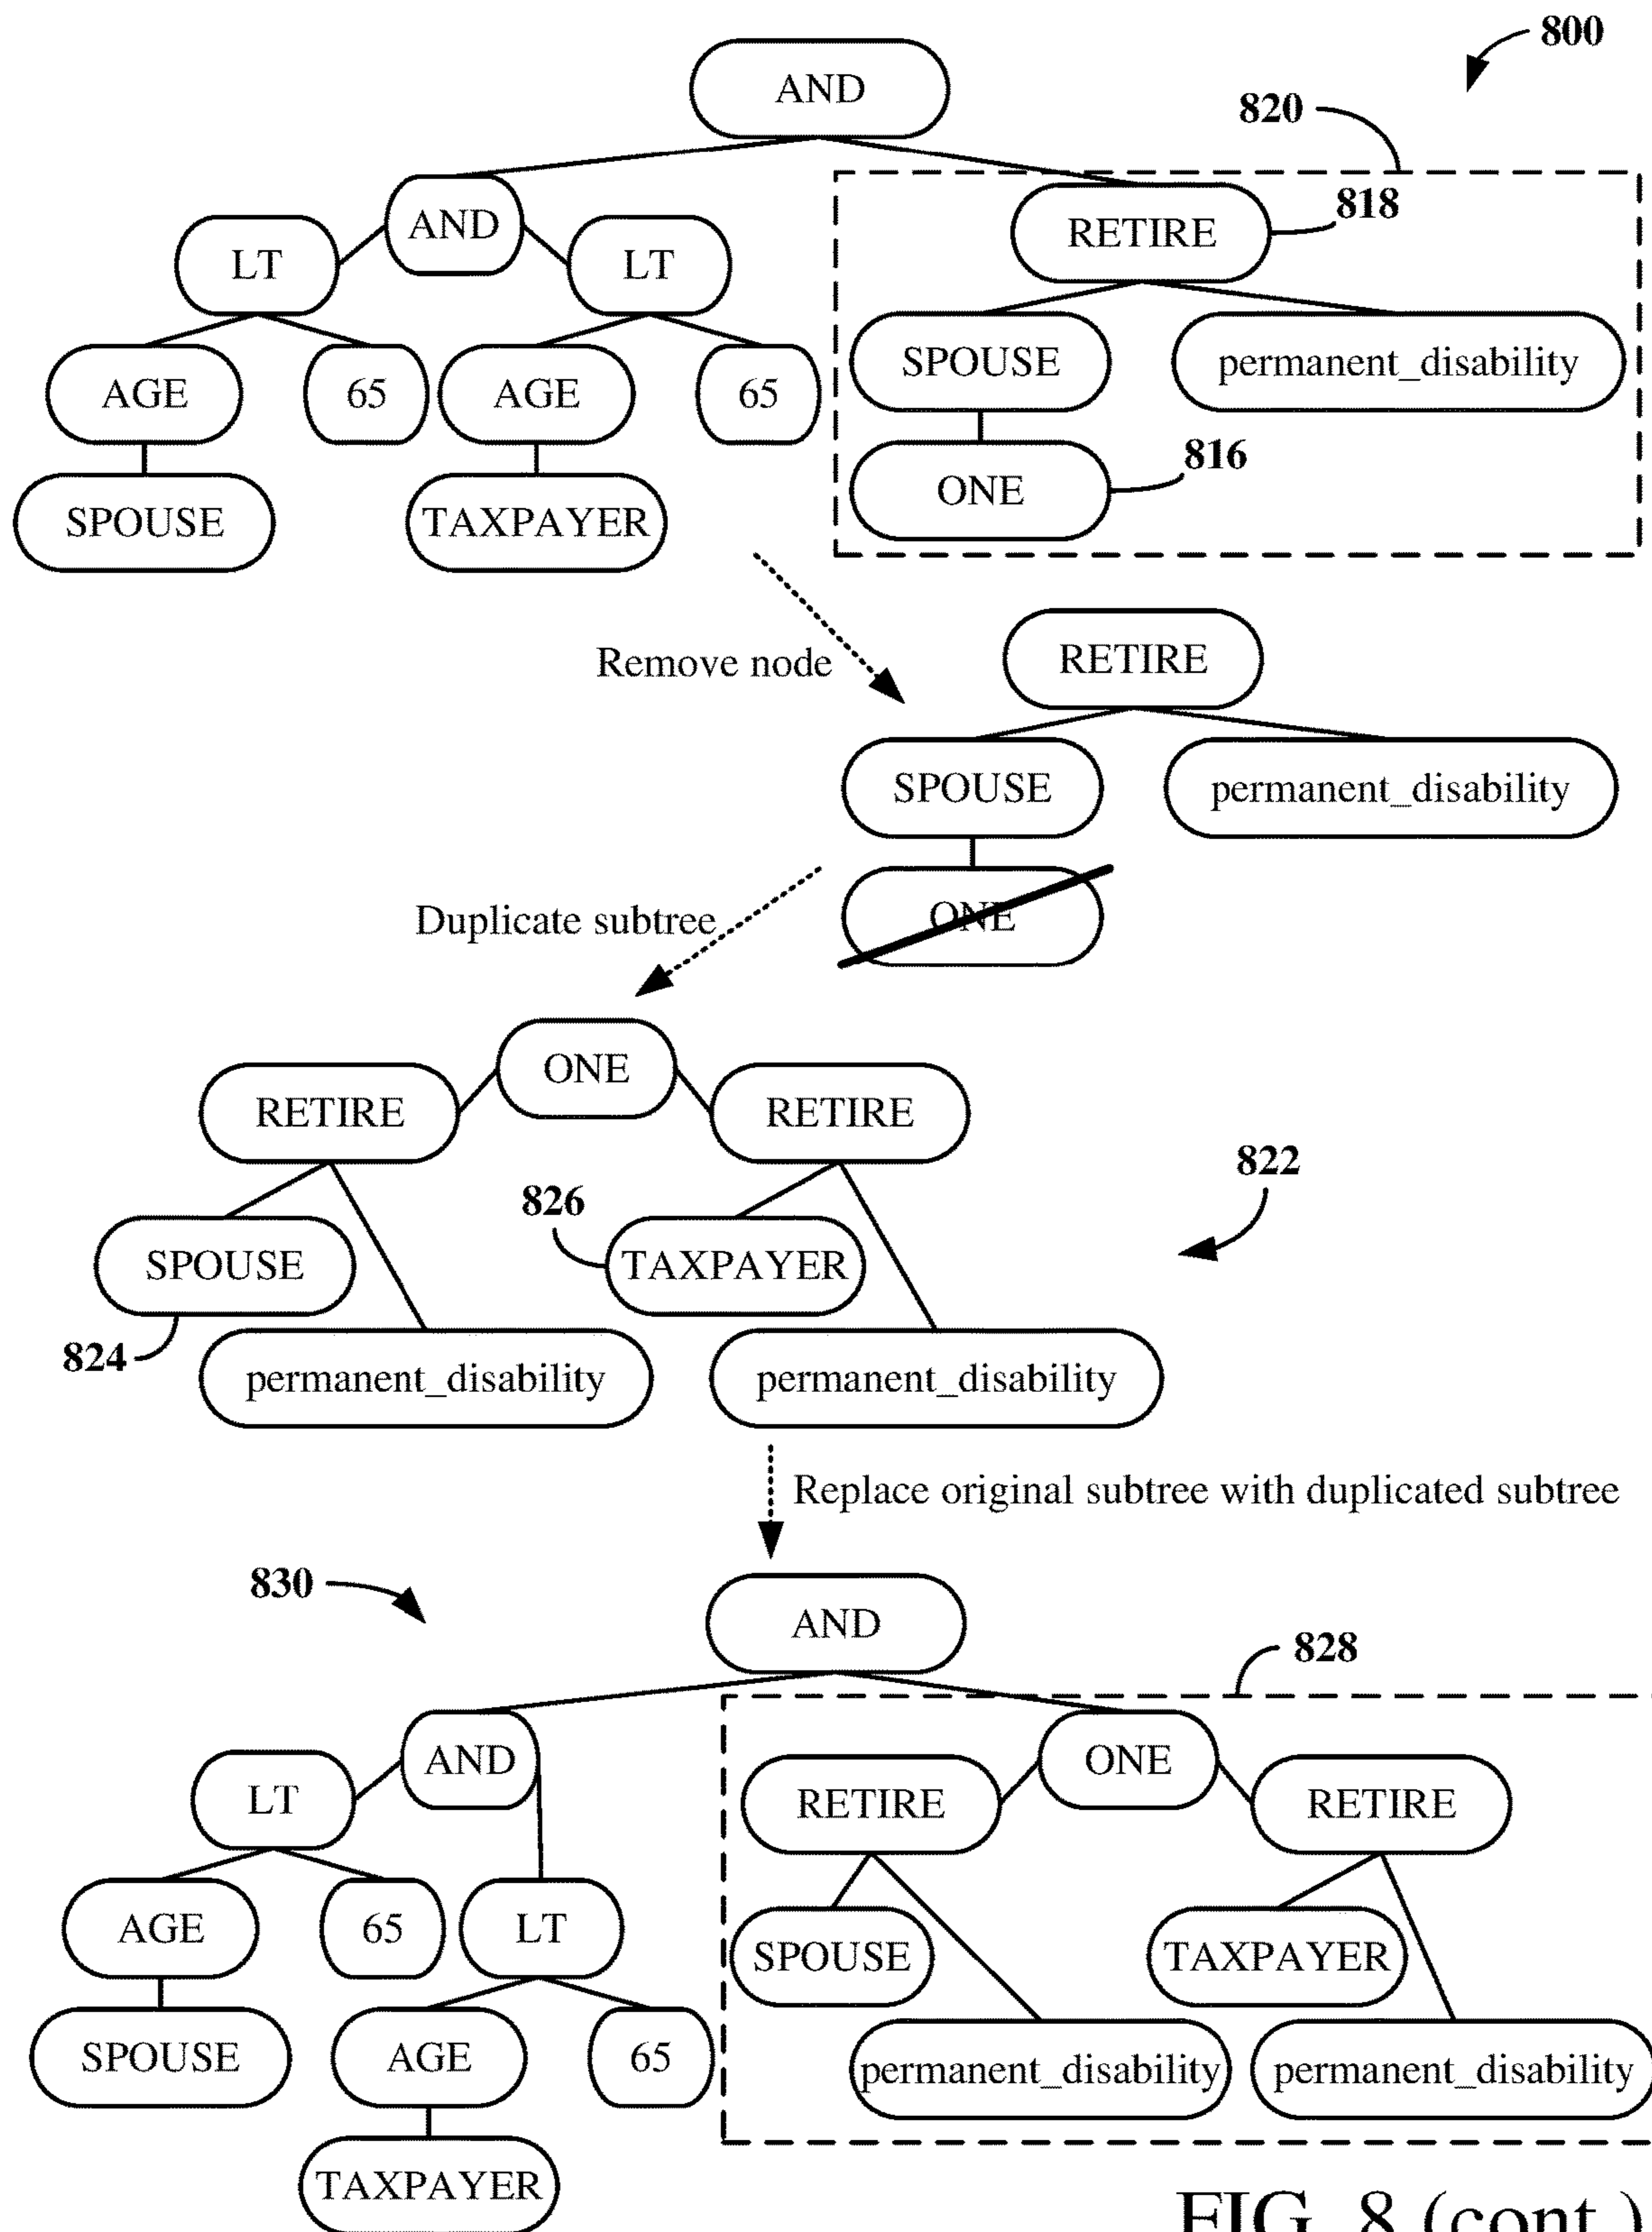 800
AND
820
818
AND
RETIRE
LT
LT
SPOUSE
permanent_disability
AGE
65
AGE
65
816
ONE
SPOUSE
TAXPAYER
Remove node
RETIRE
SPOUSE
permanent_disability
Duplicate subtree
ONE
ONE
RETIRE
RETIRE
822
826
SPOUSE
TAXPAYER
824
permanent_disability
permanent_disability
Replace original subtree with duplicated subtree
830
AND
828
AND
ONE
LT
RETIRE
RETIRE
AGE
65
LT
SPOUSE
TAXPAYER
SPOUSE
AGE
65
permanent_disability
permanent_disability
TAXPAYER
FIG. 8 (cont.)